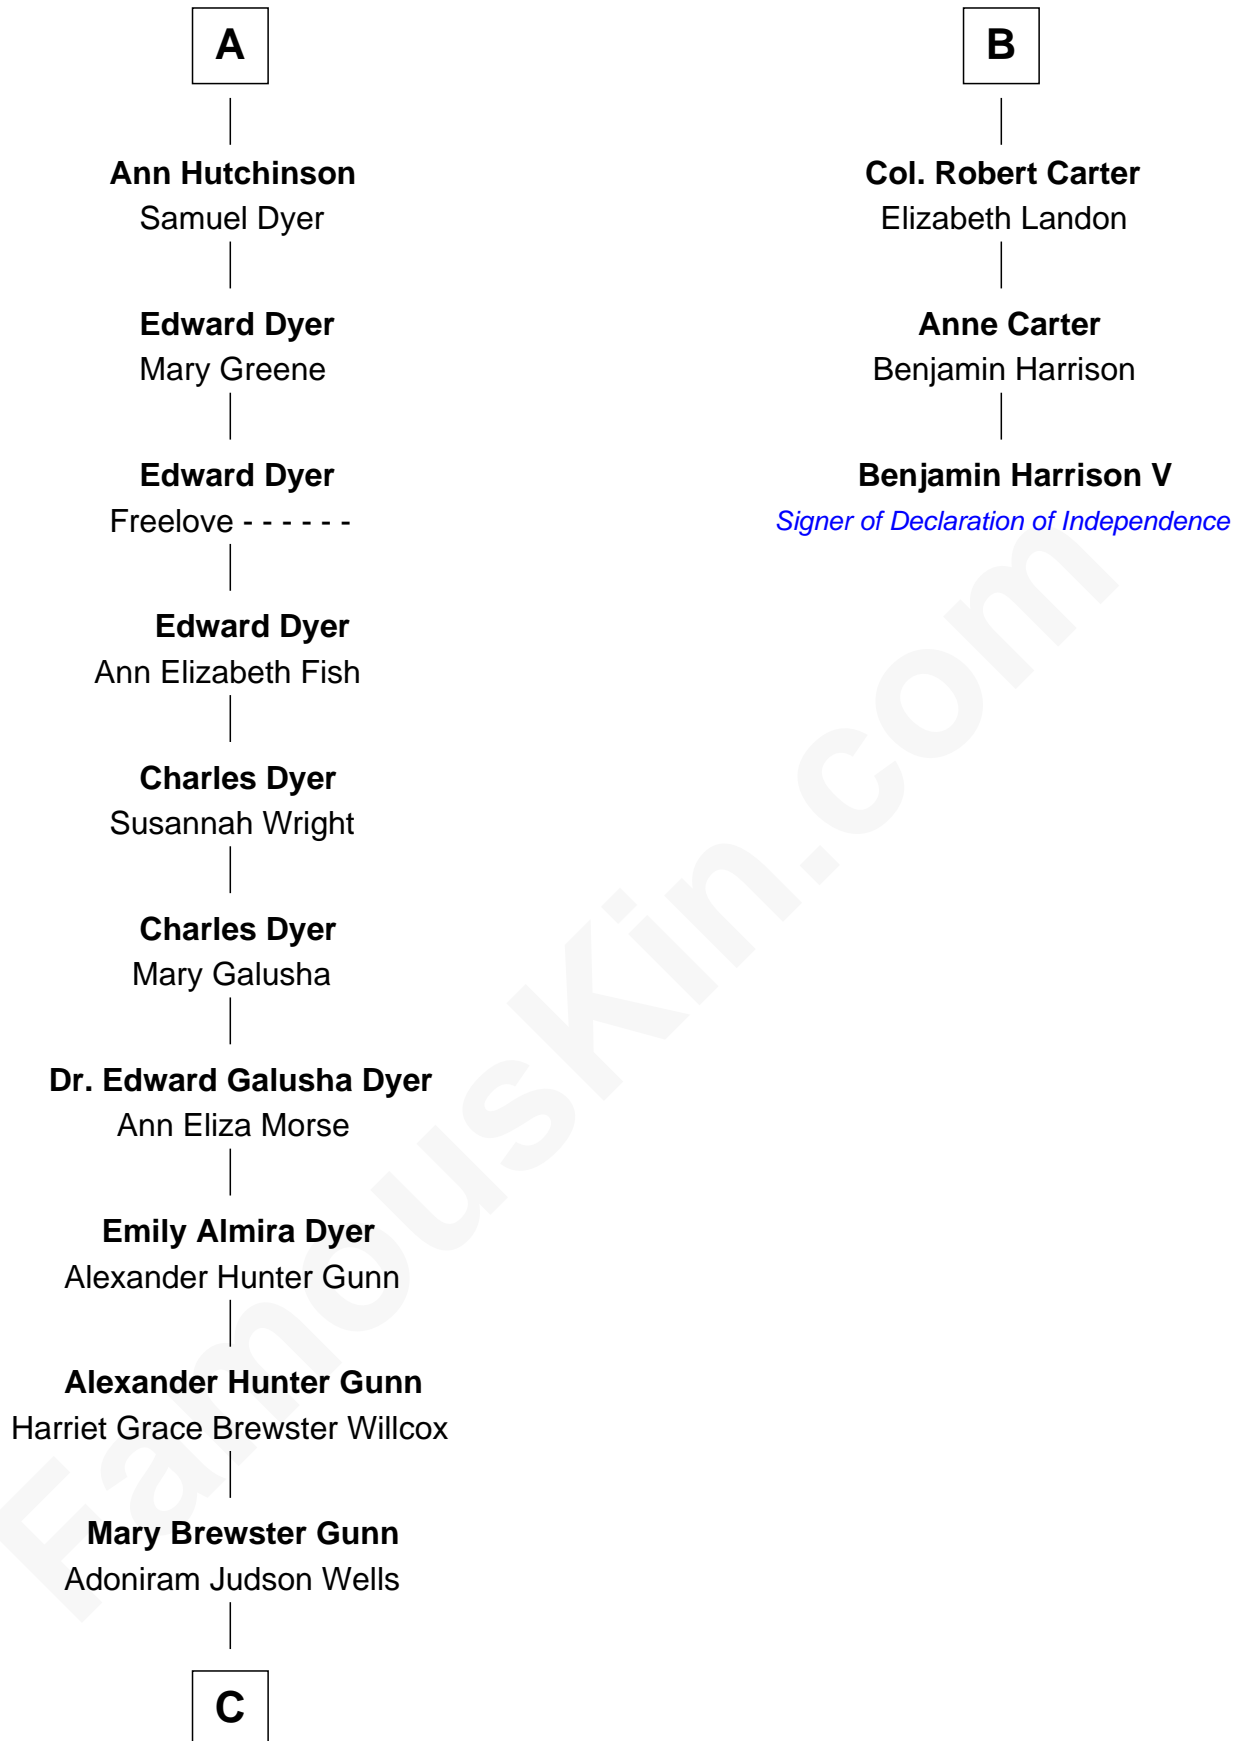 A
Ann Hutchinson
Samuel Dyer
Edward Dyer
Mary Greene
Edward Dyer
Freelove - - - - - -
Edward Dyer
Ann Elizabeth Fish
Charles Dyer
Susannah Wright
Charles Dyer
Mary Galusha
Dr. Edward Galusha Dyer
Ann Eliza Morse
Emily Almira Dyer
Alexander Hunter Gunn
Alexander Hunter Gunn
Harriet Grace Brewster Willcox
Mary Brewster Gunn
Adoniram Judson Wells
C
B
Col. Robert Carter
Elizabeth Landon
Anne Carter
Benjamin Harrison
Benjamin Harrison V
Signer of Declaration of Independence
FamousKin.com